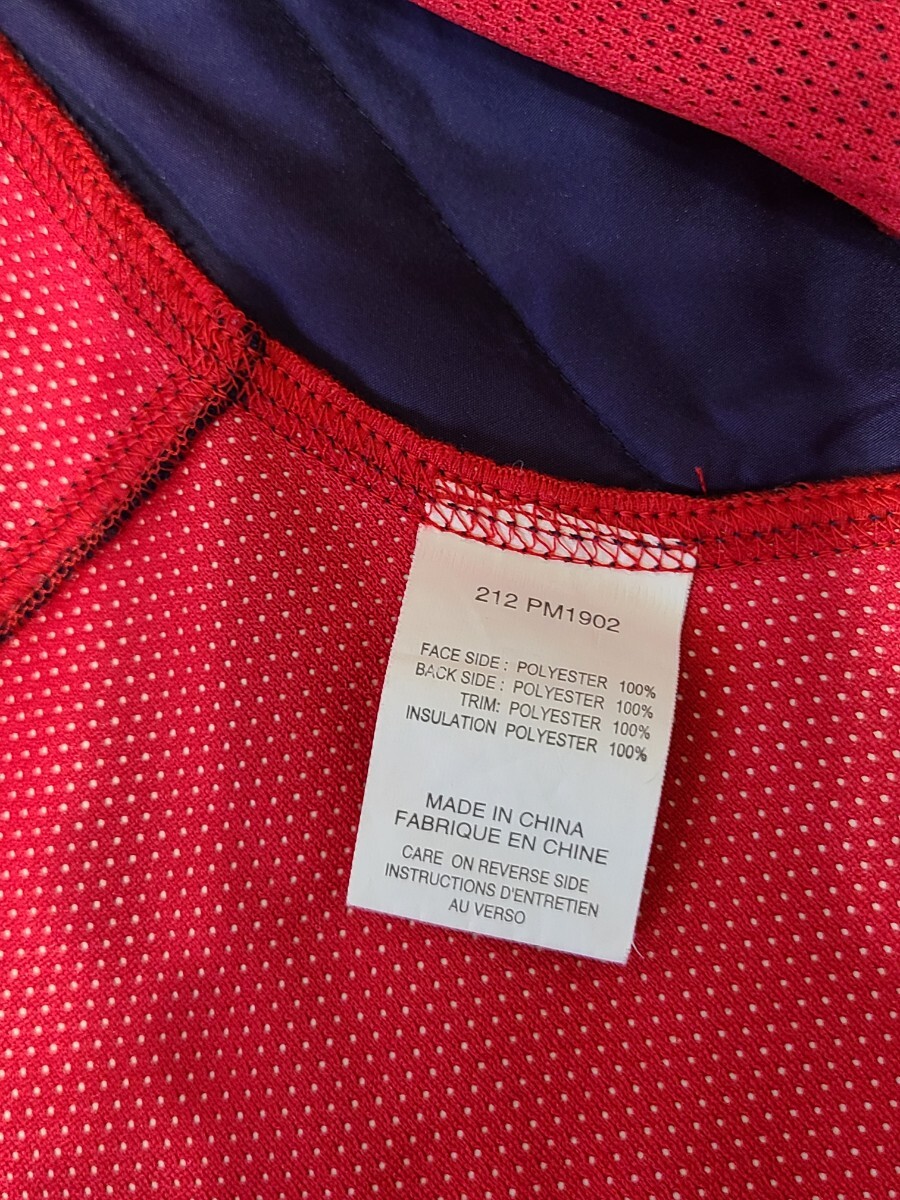 212 PM1902
FACE SIDE : POLYESTER 100%
BACK SIDE : POLYESTER 100%
TRIM: POLYESTER 100%
INSULATION POLYESTER 100%
MADE IN CHINA
FABRIQUE EN CHINE
CARE ON REVERSE SIDE
INSTRUCTIONS D'ENTRETIEN
AU VERSO